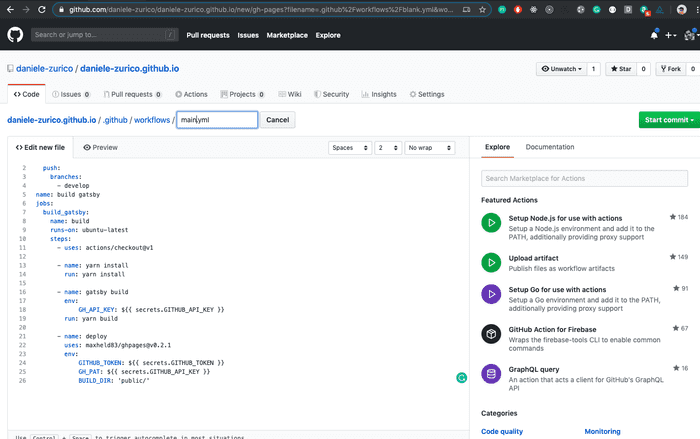 github.com/daniele-zurico/daniele-zurico.github.io/new/gh-pages?filename=.github%2Fworkflows%2Fblank.yml&wo...
Search or jump to...
/
Pull requests Issues Marketplace Explore
daniele-zurico / daniele-zurico.github.io
Unwatch 1 Star 0 Fork 0
Code Issues 0 Pull requests 0 Actions Projects 0 Wiki Security Insights Settings
daniele-zurico.github.io / .github / workflows / main.yml Cancel
Start commit
Edit new file Preview Spaces 2 No wrap
2 push:
3 branches:
4 - develop
5 name: build gatsby
6 jobs:
7 build_gatsby:
8 name: build
9 runs-on: ubuntu-latest
10 steps:
11 - uses: actions/checkout@v1
12
13 - name: yarn install
14 run: yarn install
15
16 - name: gatsby build
17 env:
18 GH_API_KEY: ${{ secrets.GITHUB_API_KEY }}
19 run: yarn build
20
21 - name: deploy
22 uses: maxheld83/ghpages@v0.2.1
23 env:
24 GITHUB_TOKEN: ${{ secrets.GITHUB_TOKEN }}
25 GH_PAT: ${{ secrets.GITHUB_API_KEY }}
26 BUILD_DIR: 'public/'
Use Control + Space to trigger autocomplete in most situations.
Explore Documentation
Search Marketplace for Actions
Featured Actions
Setup Node.js for use with actions 184
Setup a Node.js environment and add it to the
PATH, additionally providing proxy support
Upload artifact 149
Publish files as workflow artifacts
Setup Go for use with actions 91
Setup a Go environment and add it to the
PATH, additionally providing proxy support
GitHub Action for Firebase 67
Wraps the firebase-tools CLI to enable common
commands
GraphQL query 16
An action that acts a client for GitHub's GraphQL
API
Categories
Code quality Monitoring